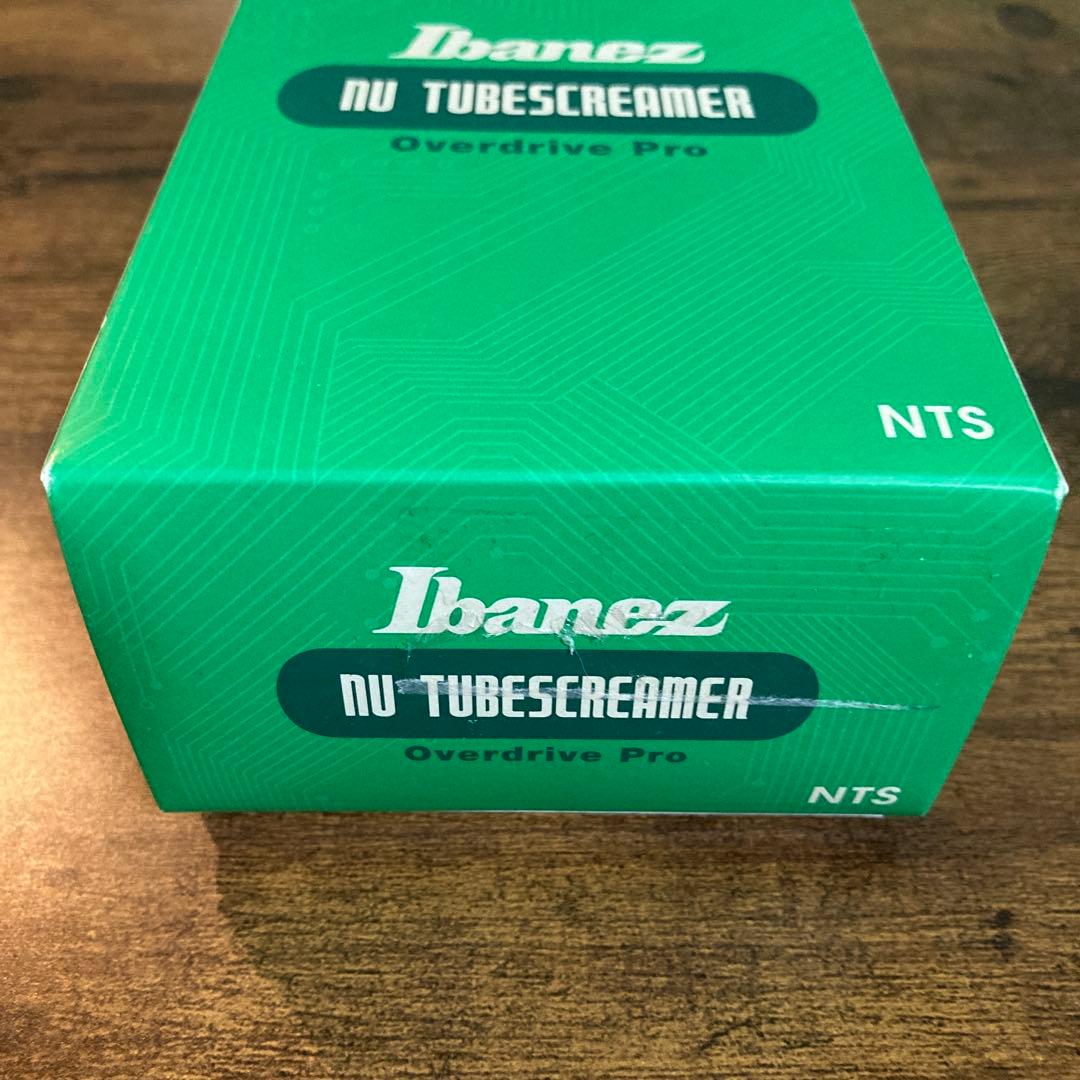 Ibanez
NU TUBESCREAMER
Overdrive Pro
NTS
Ibanez
NU TUBESCREAMER
Overdrive Pro
NTS